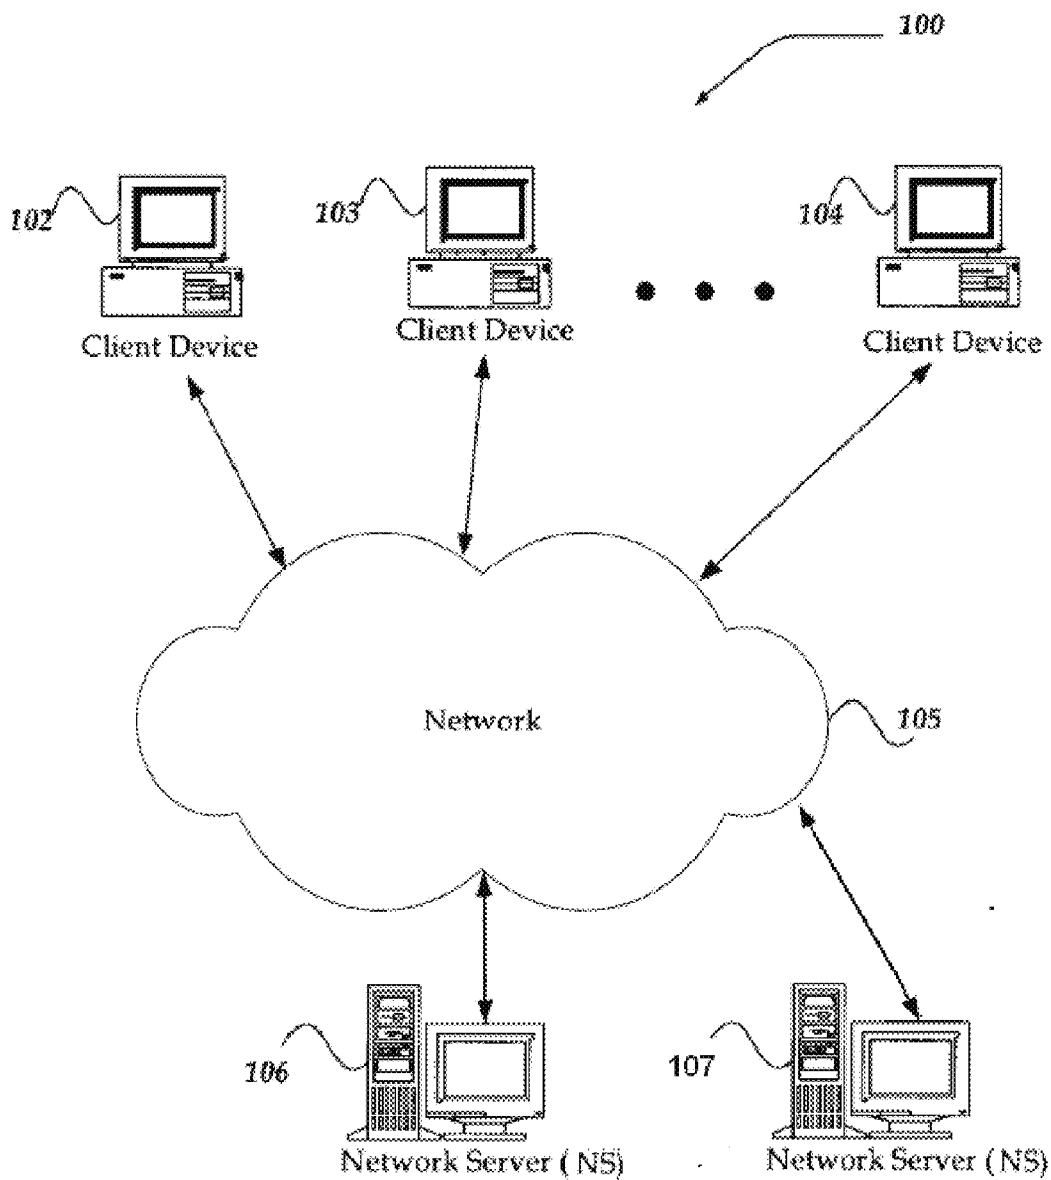 100
102
103
104
Client Device
Client Device
Client Device
Network
105
106
107
Network Server ( NS)
Network Server ( NS)